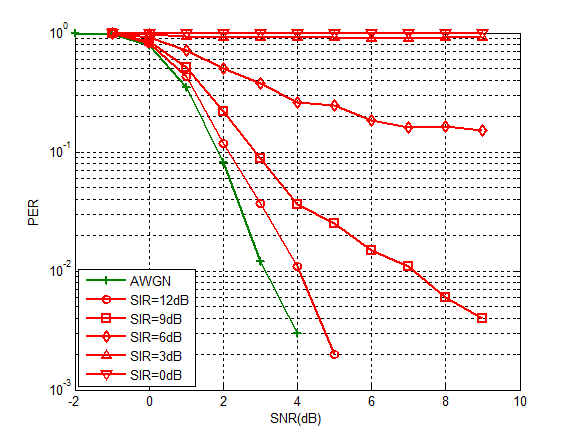 10^0
10^-1
10^-2
10^-3
PER
AWGN
SIR=12dB
SIR=9dB
SIR=6dB
SIR=3dB
SIR=0dB
-2 0 2 4 6 8 10
SNR(dB)